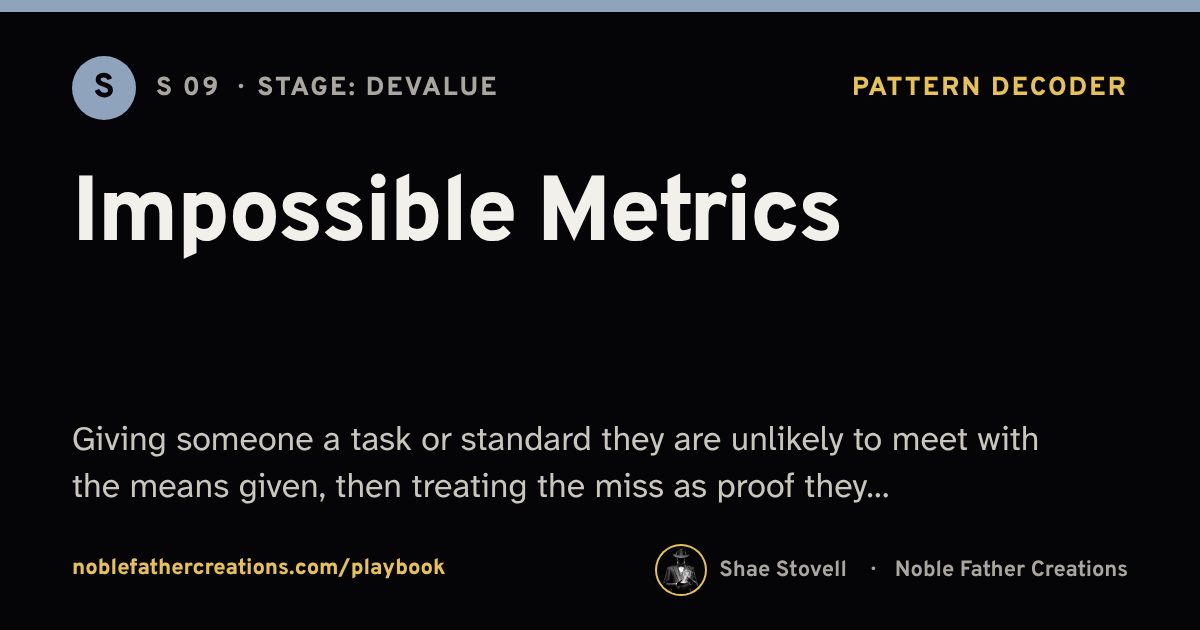 S
S 09 · STAGE: DEVALUE
PATTERN DECODER
Impossible Metrics
Giving someone a task or standard they are unlikely to meet with
the means given, then treating the miss as proof they...
noblefathercreations.com/playbook
Shae Stovell · Noble Father Creations